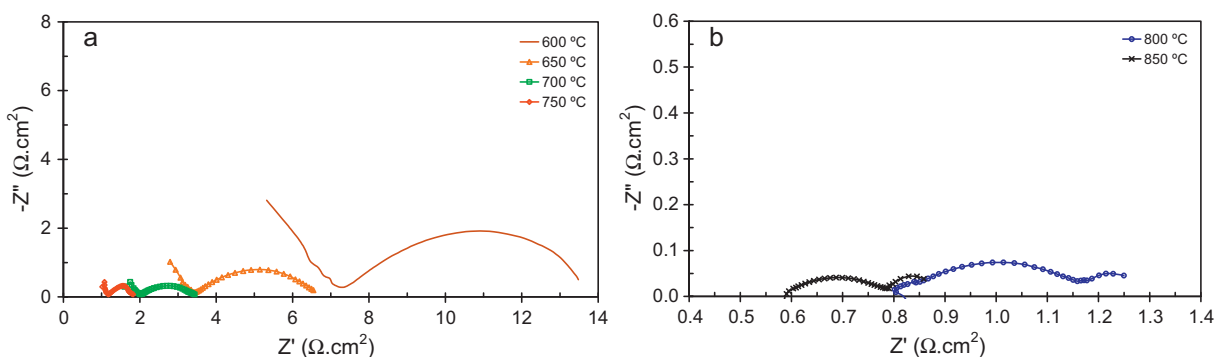 a
8
6
4
2
0
-Z" (Ω.cm²)
0 2 4 6 8 10 12 14
Z' (Ω.cm²)
600 ºC
650 ºC
700 ºC
750 ºC
b
0.6
0.5
0.4
0.3
0.2
0.1
0.0
-Z" (Ω.cm²)
0.4 0.5 0.6 0.7 0.8 0.9 1.0 1.1 1.2 1.3 1.4
Z' (Ω.cm²)
800 ºC
850 ºC